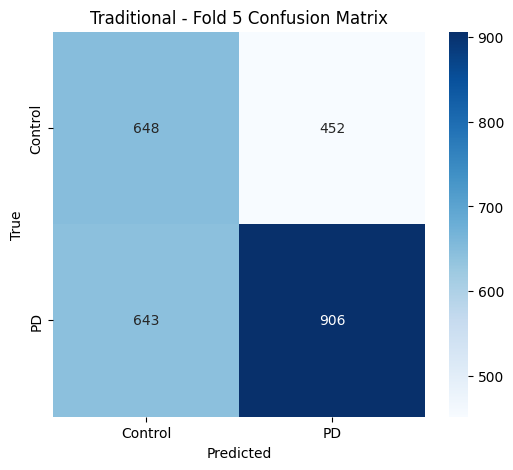 Traditional - Fold 5 Confusion Matrix
True
Control
648
452
PD
643
906
Control
PD
Predicted
900
800
700
600
500